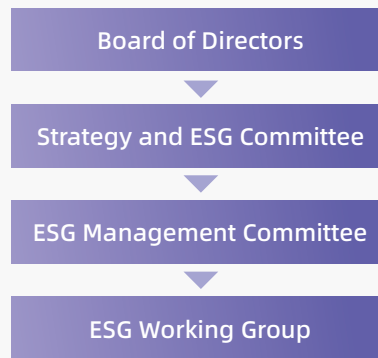 Board of Directors
Strategy and ESG Committee
ESG Management Committee
ESG Working Group